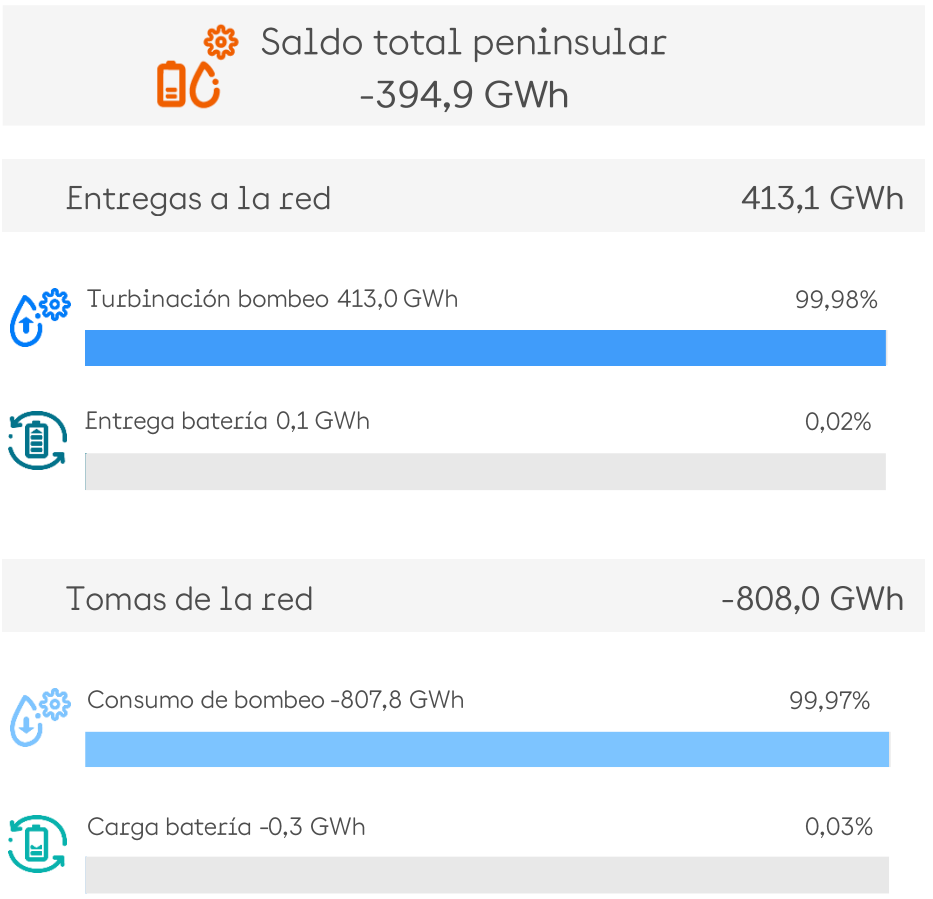 Saldo total peninsular
-394,9 GWh
Entregas a la red 413,1 GWh
Turbinación bombeo 413,0 GWh 99,98%
Entrega batería 0,1 GWh 0,02%
Tomas de la red -808,0 GWh
Consumo de bombeo -807,8 GWh 99,97%
Carga batería -0,3 GWh 0,03%